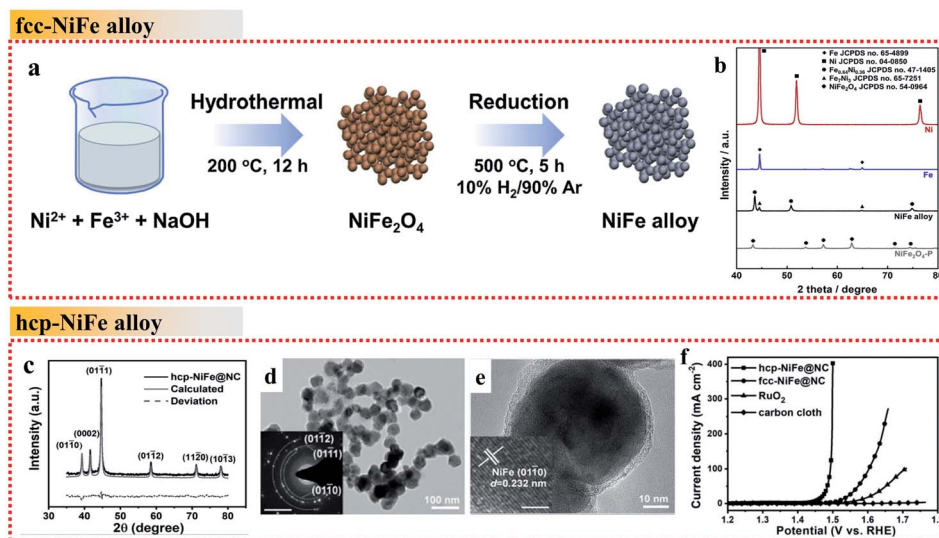 fcc-NiFe alloy
a
Hydrothermal
200 °C, 12 h
Reduction
500 °C, 5 h
10% H₂/90% Ar
Ni²⁺ + Fe³⁺ + NaOH
NiFe₂O₄
NiFe alloy
b
Fe JCPDS no. 65-4899
Ni JCPDS no. 04-0850
Fe₀.₆₄Ni₀.₃₆ JCPDS no. 47-1405
Fe₇Ni₃ JCPDS no. 65-7251
NiFe₂O₄ JCPDS no. 54-0964
Ni
Fe
NiFe alloy
NiFe₂O₄-P
Intensity / a.u.
40 50 60 70 80
2 theta / degree
hcp-NiFe alloy
c
hcp-NiFe@NC
Calculated
Deviation
(011̄0)
(0002)
(011̄1)
(011̄2)
(112̄0)
(101̄3)
Intensity (a.u.)
30 40 50 60 70 80
2θ (degree)
d
(011̄2)
(011̄1)
(011̄0)
100 nm
e
NiFe (011̄0)
d=0.232 nm
10 nm
f
hcp-NiFe@NC
fcc-NiFe@NC
RuO₂
carbon cloth
Current density (mA cm⁻²)
400
300
200
100
0
1.2 1.3 1.4 1.5 1.6 1.7
Potential (V vs. RHE)